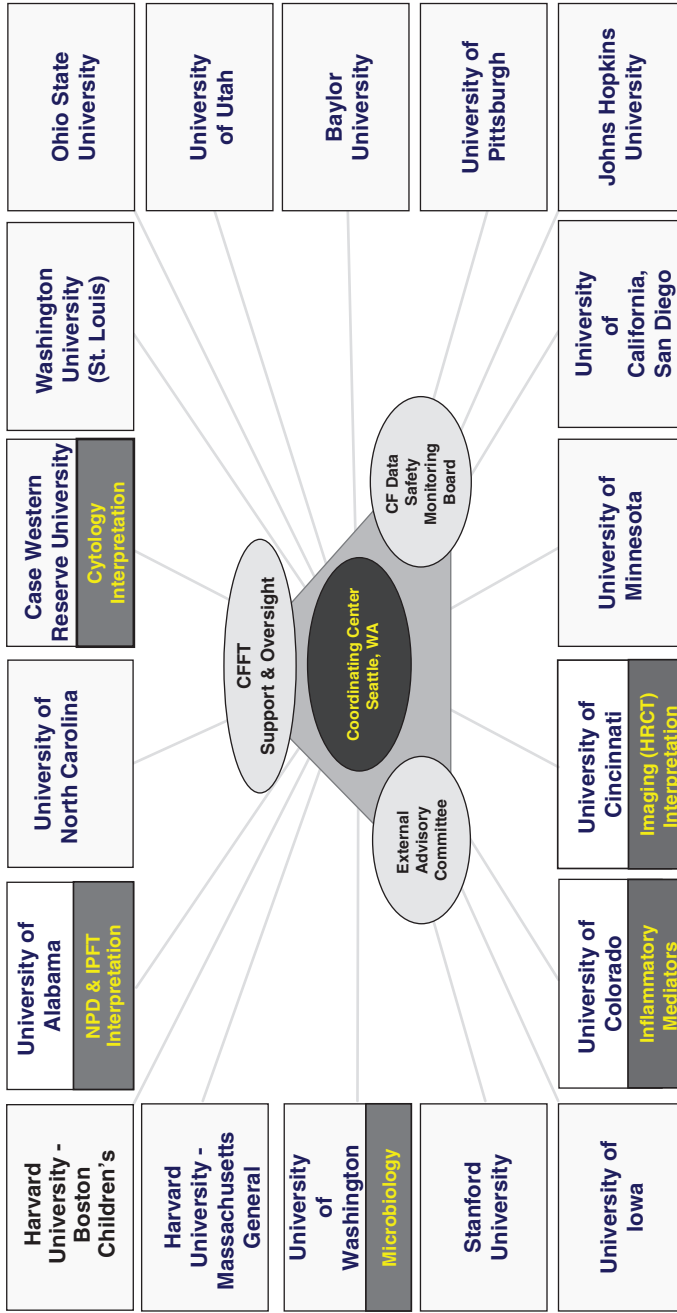 Harvard
University -
Boston
Children's
University of
Alabama
NPD & IPFT
Interpretation
University of
North Carolina
Case Western
Reserve University
Cytology
Interpretation
Washington
University
(St. Louis)
Ohio State
University
Harvard
University -
Massachusetts
General
University
of Utah
University
of
Washington
Microbiology
CFFT
Support & Oversight
Coordinating Center
Seattle, WA
External
Advisory
Committee
CF Data
Safety
Monitoring
Board
Baylor
University
Stanford
University
University of
Pittsburgh
University of
Iowa
University of
Colorado
Inflammatory
Mediators
University of
Cincinnati
Imaging (HRCT)
Interpretation
University of
Minnesota
University
of
California,
San Diego
Johns Hopkins
University